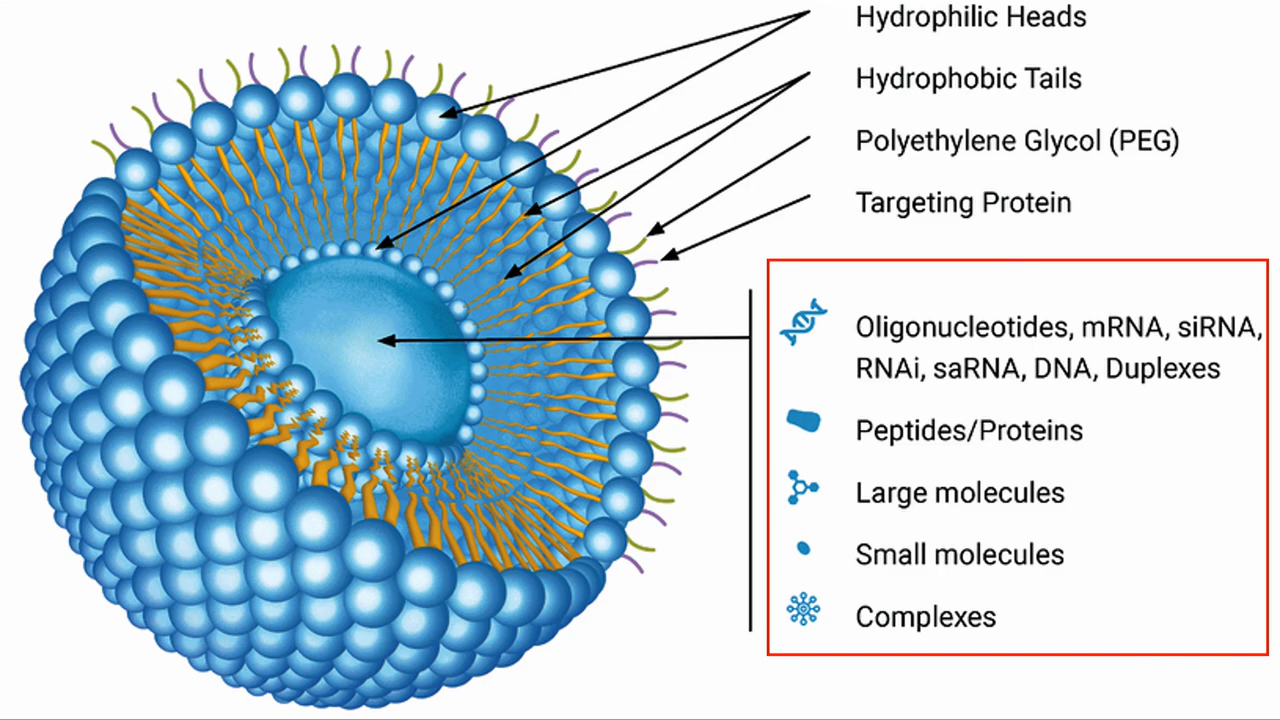 Hydrophilic Heads
Hydrophobic Tails
Polyethylene Glycol (PEG)
Targeting Protein
Oligonucleotides, mRNA, siRNA,
RNAi, saRNA, DNA, Duplexes
Peptides/Proteins
Large molecules
Small molecules
Complexes